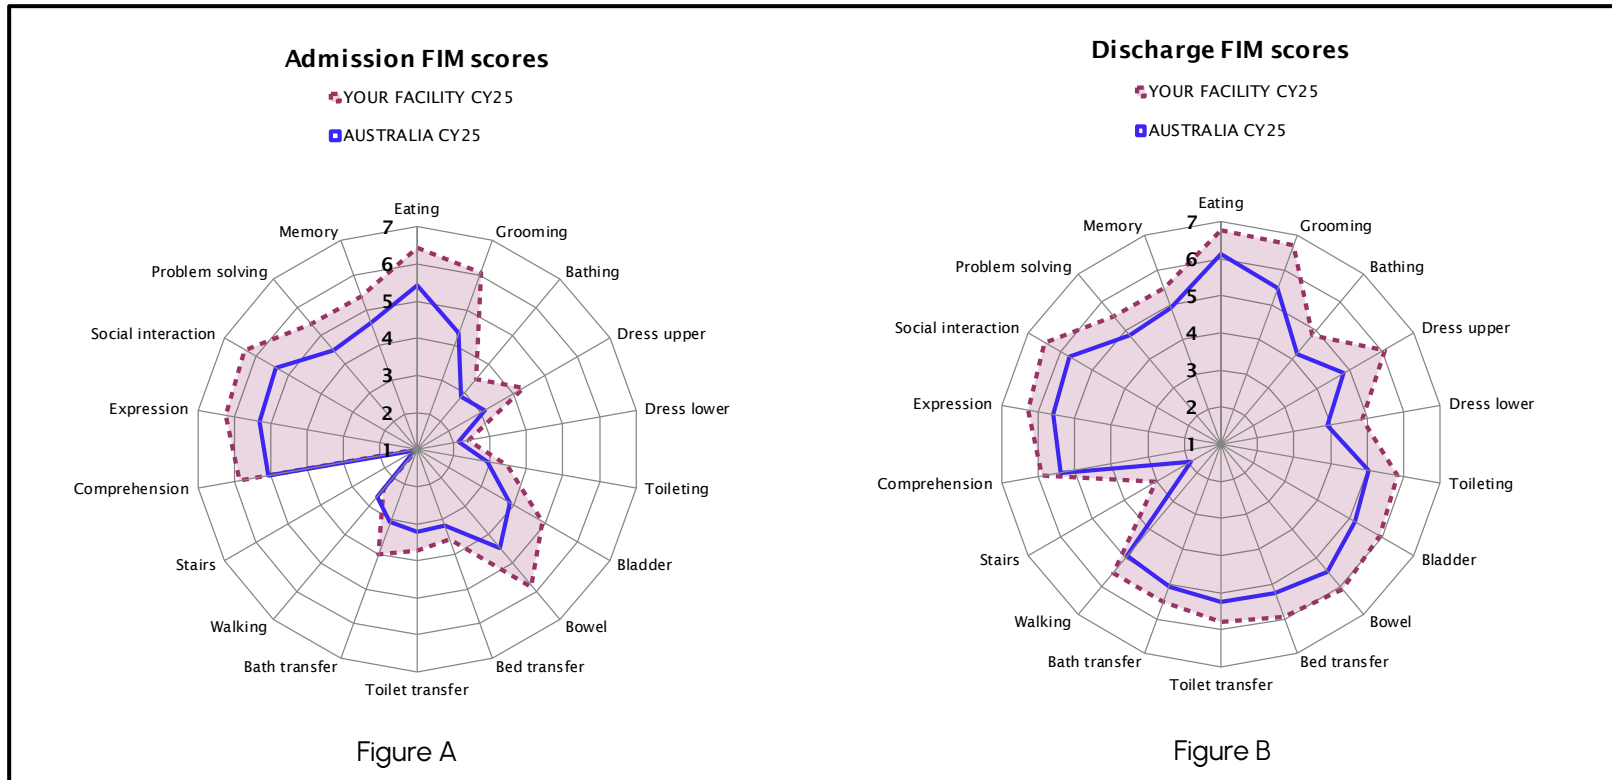 Admission FIM scores
YOUR FACILITY CY25
AUSTRALIA CY25
Eating
Grooming
Bathing
Dress upper
Dress lower
Toileting
Bladder
Bowel
Bed transfer
Toilet transfer
Bath transfer
Walking
Stairs
Comprehension
Expression
Social interaction
Problem solving
Memory
7
6
5
4
3
2
1
Figure A
Discharge FIM scores
YOUR FACILITY CY25
AUSTRALIA CY25
Eating
Grooming
Bathing
Dress upper
Dress lower
Toileting
Bladder
Bowel
Bed transfer
Toilet transfer
Bath transfer
Walking
Stairs
Comprehension
Expression
Social interaction
Problem solving
Memory
7
6
5
4
3
2
1
Figure B